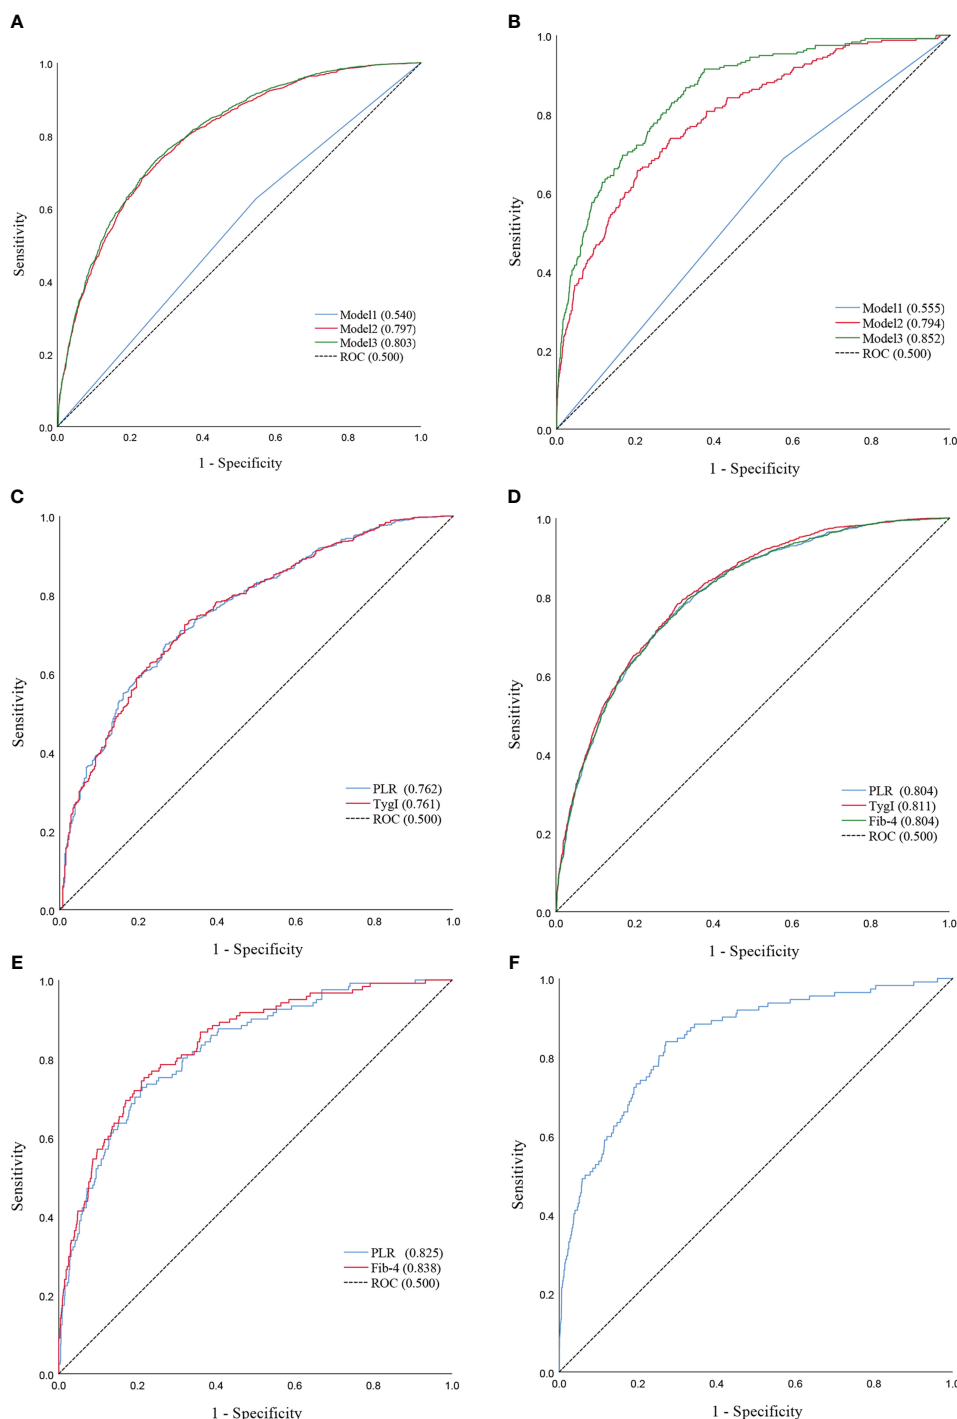 A
1.0
0.8
0.6
0.4
0.2
0.0
Sensitivity
Model1 (0.540)
Model2 (0.797)
Model3 (0.803)
ROC (0.500)
0.0 0.2 0.4 0.6 0.8 1.0
1 - Specificity
B
1.0
0.8
0.6
0.4
0.2
0.0
Sensitivity
Model1 (0.555)
Model2 (0.794)
Model3 (0.852)
ROC (0.500)
0.0 0.2 0.4 0.6 0.8 1.0
1 - Specificity
C
1.0
0.8
0.6
0.4
0.2
0.0
Sensitivity
PLR (0.762)
TygI (0.761)
ROC (0.500)
0.0 0.2 0.4 0.6 0.8 1.0
1 - Specificity
D
1.0
0.8
0.6
0.4
0.2
0.0
Sensitivity
PLR (0.804)
TygI (0.811)
Fib-4 (0.804)
ROC (0.500)
0.0 0.2 0.4 0.6 0.8 1.0
1 - Specificity
E
1.0
0.8
0.6
0.4
0.2
0.0
Sensitivity
PLR (0.825)
Fib-4 (0.838)
ROC (0.500)
0.0 0.2 0.4 0.6 0.8 1.0
1 - Specificity
F
1.0
0.8
0.6
0.4
0.2
0.0
Sensitivity
0.0 0.2 0.4 0.6 0.8 1.0
1 - Specificity